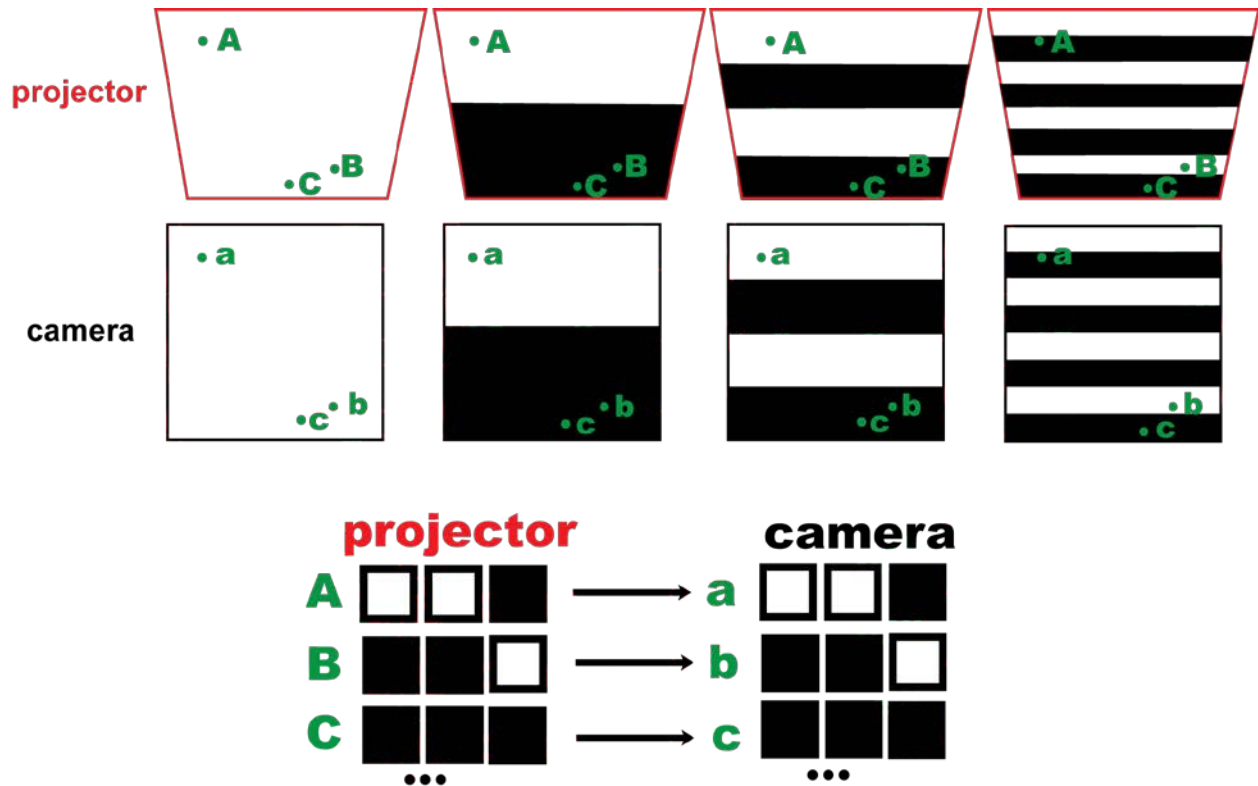 A A A A
projector
B B B B
C C C C
a a a a
camera
b b b b
c c c c
projector camera
A a
B b
C c
...
...